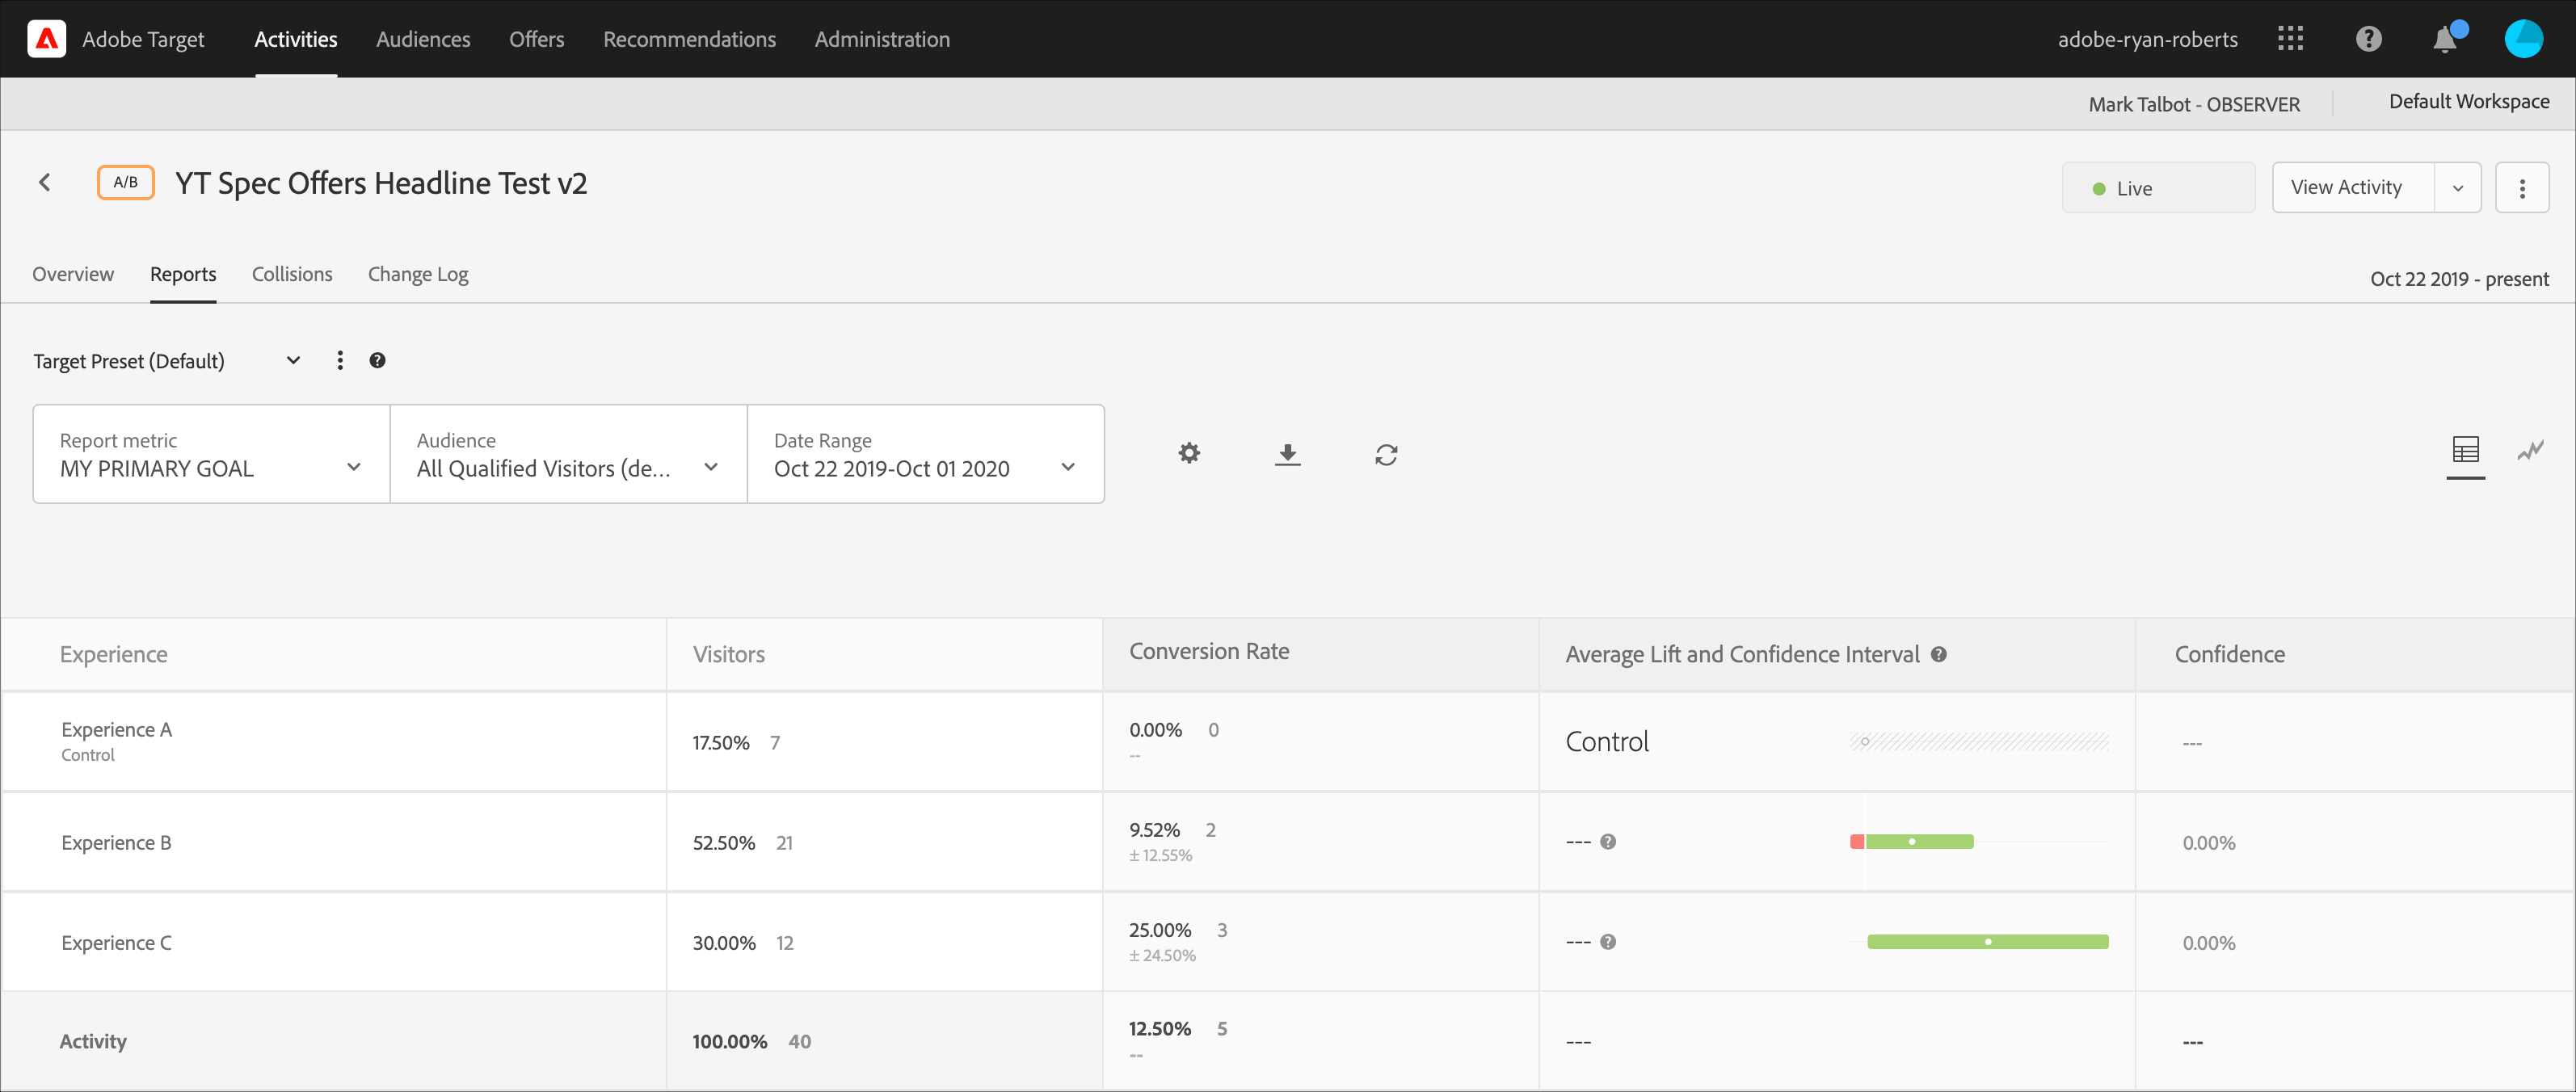 Adobe Target Activities Audiences Offers Recommendations Administration adobe-ryan-roberts
Mark Talbot - OBSERVER Default Workspace
A/B YT Spec Offers Headline Test v2 Live View Activity
Overview Reports Collisions Change Log Oct 22 2019 - present
Target Preset (Default)
Report metric Audience Date Range
MY PRIMARY GOAL All Qualified Visitors (de... Oct 22 2019-Oct 01 2020
Experience Visitors Conversion Rate Average Lift and Confidence Interval Confidence
Experience A 17.50% 7 0.00% 0 Control ---
Control --
Experience B 52.50% 21 9.52% 2 --- 0.00%
± 12.55%
Experience C 30.00% 12 25.00% 3 --- 0.00%
± 24.50%
Activity 100.00% 40 12.50% 5 --- ---
--